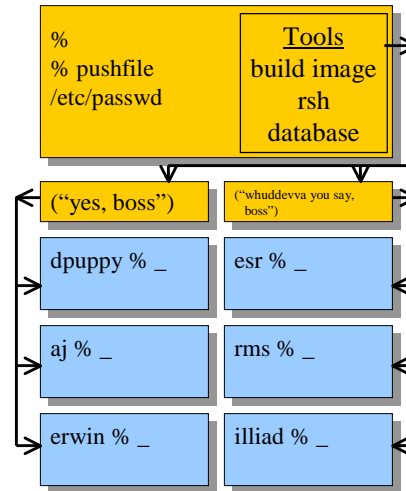 %
% pushfile
/etc/passwd
Tools
build image
rsh
database
(“yes, boss”)
(“whuddevva you say,
boss”)
dpuppy % _
esr % _
aj % _
rms % _
erwin % _
illiad % _